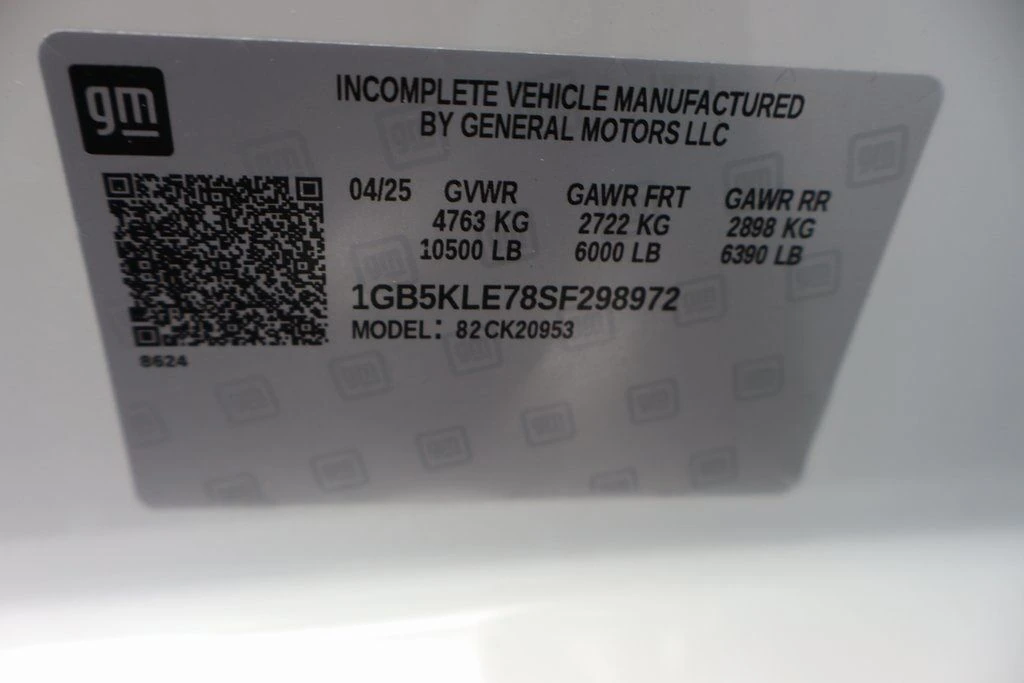 gm
INCOMPLETE VEHICLE MANUFACTURED
BY GENERAL MOTORS LLC
04/25 GVWR GAWR FRT GAWR RR
4763 KG 2722 KG 2898 KG
10500 LB 6000 LB 6390 LB
1GB5KLE78SF298972
MODEL: 82CK20953
8624